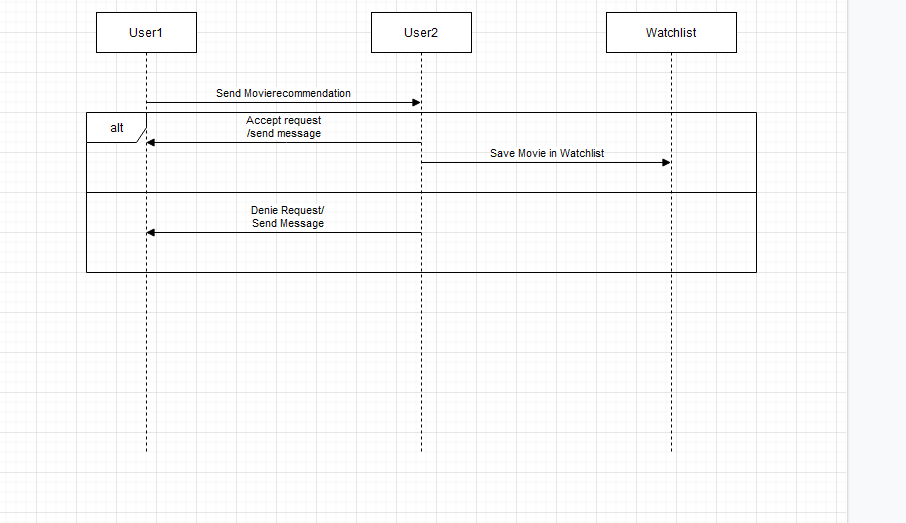 User1
User2
Watchlist
Send Movierecommendation
alt
Accept request
/send message
Save Movie in Watchlist
Denie Request/
Send Message